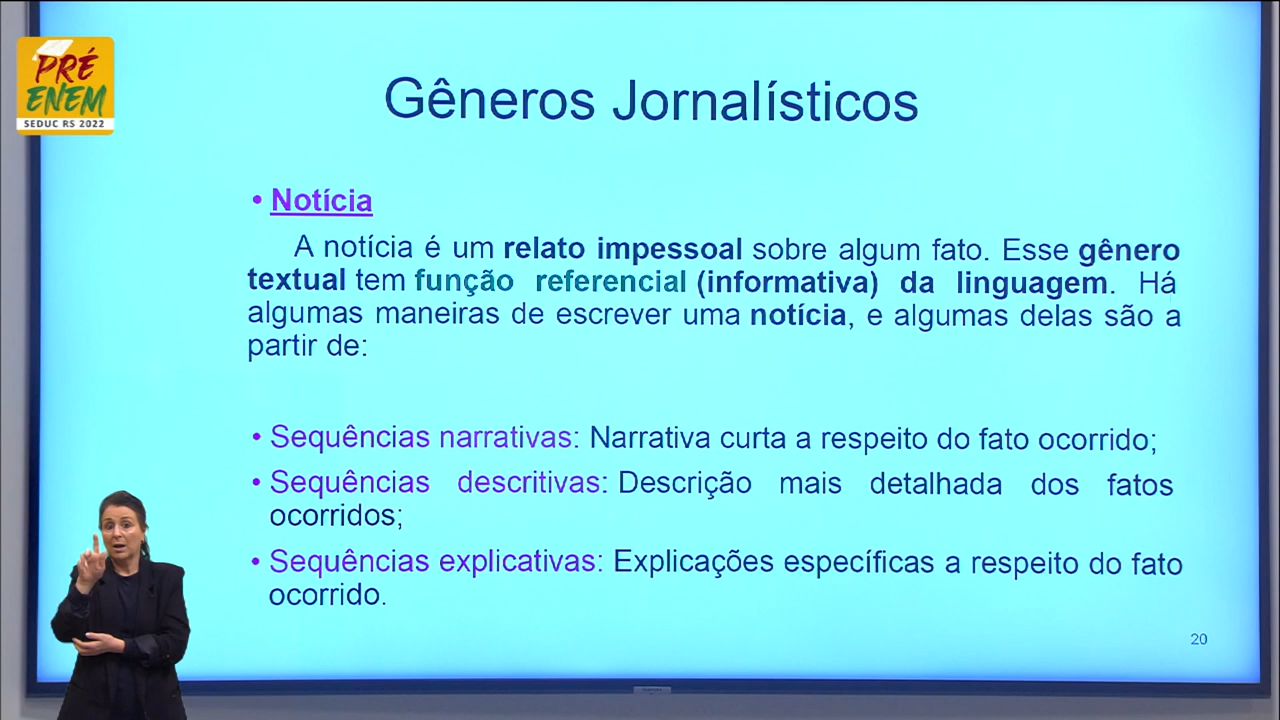 PRÉ
ENEM
SEDUC RS 2022
Gêneros Jornalísticos
• Notícia
A notícia é um relato impessoal sobre algum fato. Esse gênero
textual tem função referencial (informativa) da linguagem. Há
algumas maneiras de escrever uma notícia, e algumas delas são a
partir de:
• Sequências narrativas: Narrativa curta a respeito do fato ocorrido;
• Sequências descritivas: Descrição mais detalhada dos fatos
ocorridos;
• Sequências explicativas: Explicações específicas a respeito do fato
ocorrido.
20